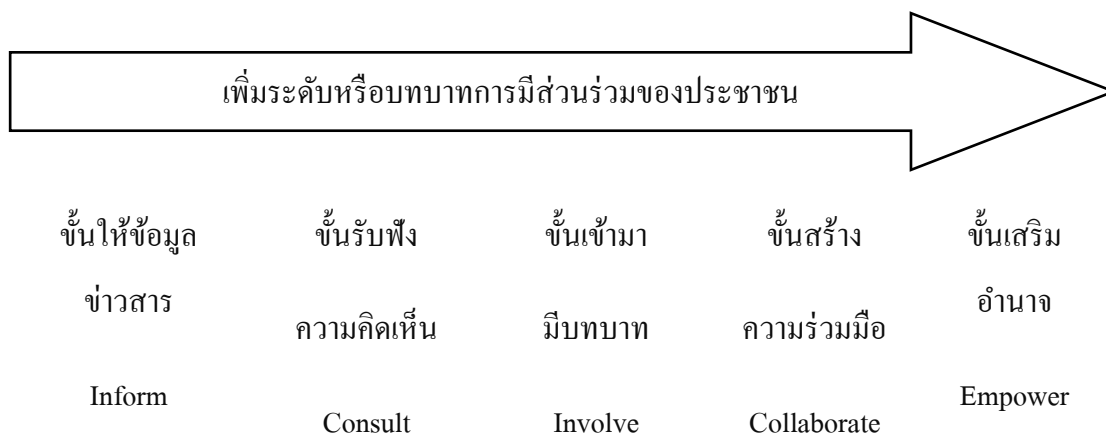 เพิ่มระดับหรือบทบาทการมีส่วนร่วมของประชาชน
ขั้นให้ข้อมูล
ข่าวสาร
Inform
ขั้นรับฟัง
ความคิดเห็น
Consult
ขั้นเข้ามา
มีบทบาท
Involve
ขั้นสร้าง
ความร่วมมือ
Collaborate
ขั้นเสริม
อำนาจ
Empower